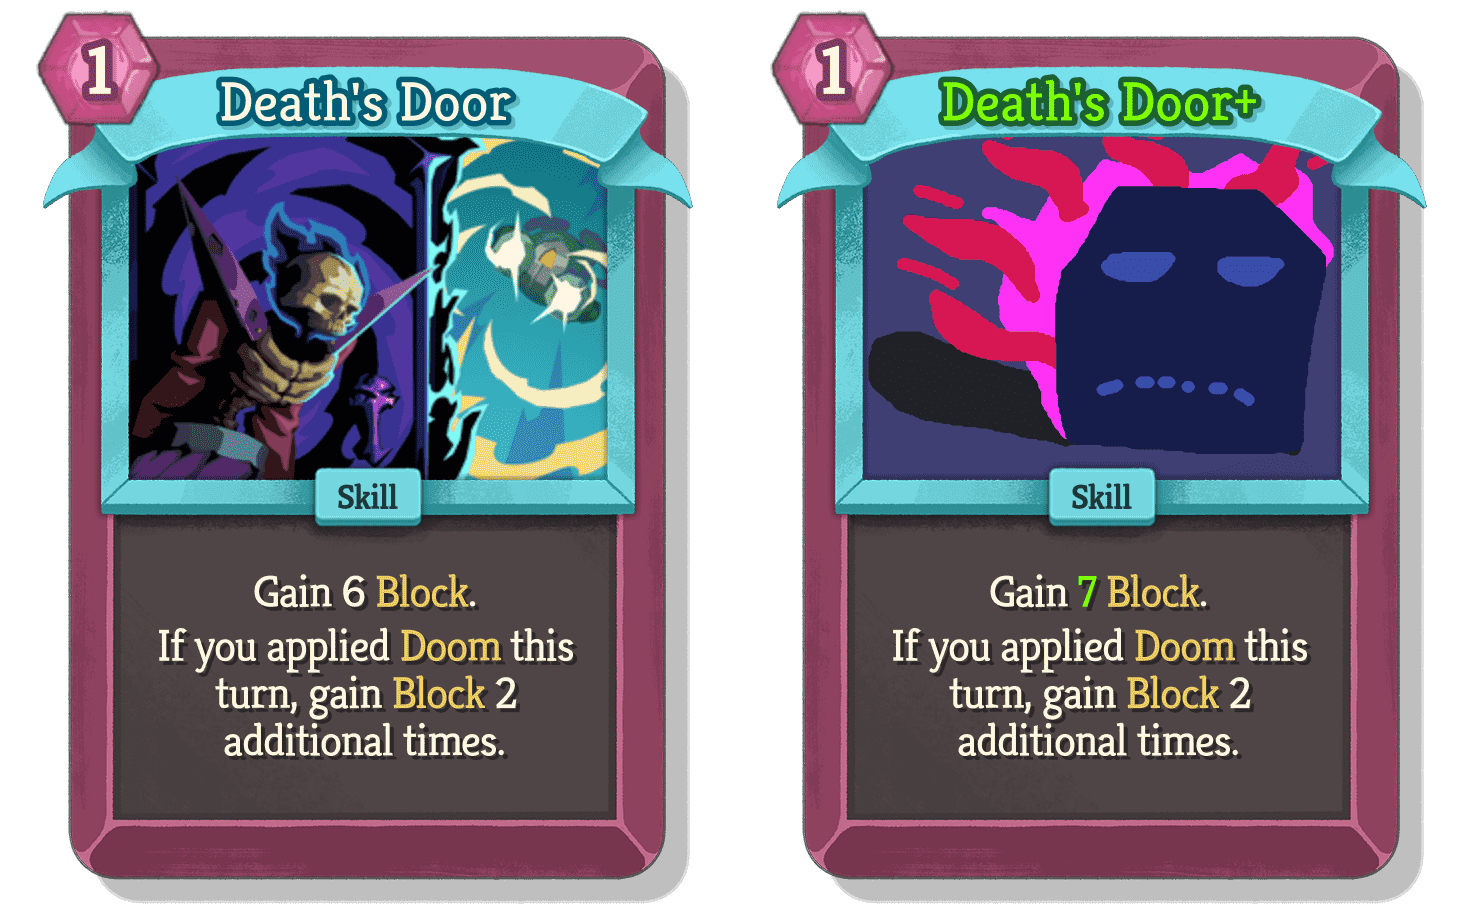 1
Death's Door
Skill
Gain 6 Block.
If you applied Doom this
turn, gain Block 2
additional times.
1
Death's Door+
Skill
Gain 7 Block.
If you applied Doom this
turn, gain Block 2
additional times.